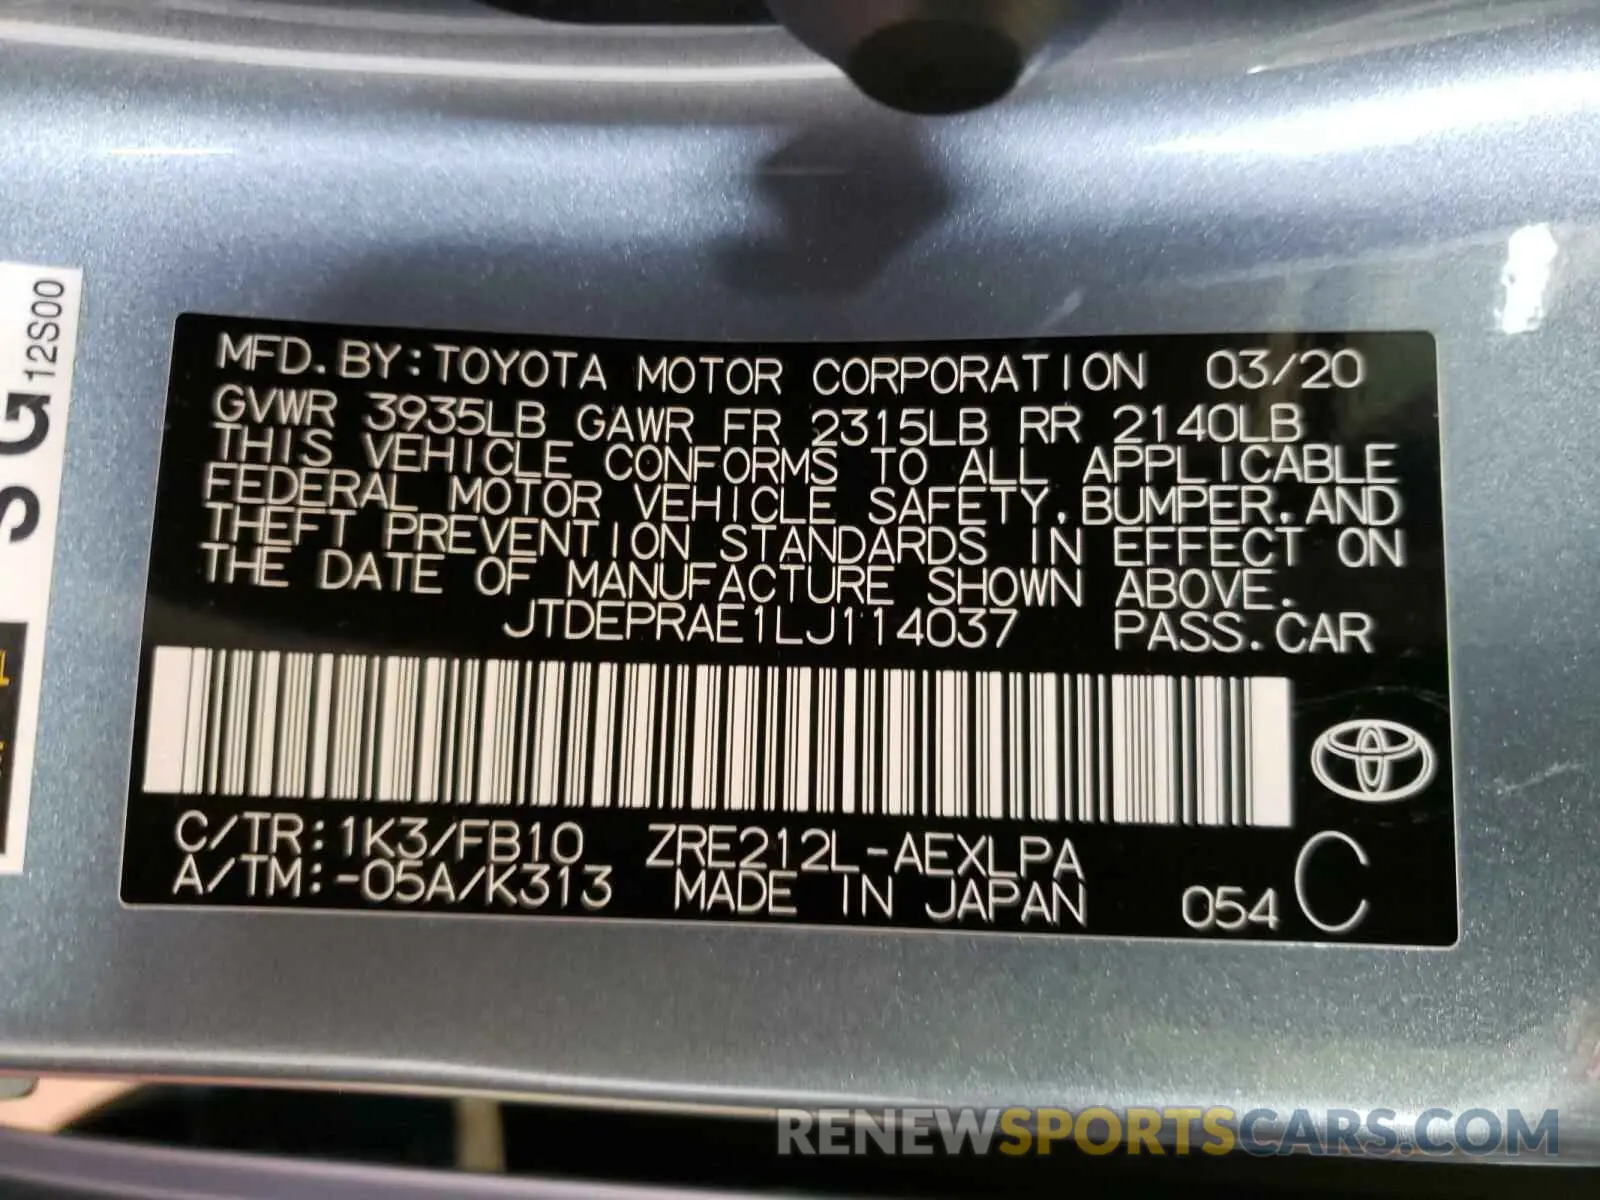 MFD. BY: TOYOTA MOTOR CORPORATION 03/20
GVWR 3935LB GAWR FR 2315LB RR 2140LB
THIS VEHICLE CONFORMS TO ALL APPLICABLE
FEDERAL MOTOR VEHICLE SAFETY, BUMPER, AND
THEFT PREVENTION STANDARDS IN EFFECT ON
THE DATE OF MANUFACTURE SHOWN ABOVE.
JTDEPRAE1LJ114037 PASS. CAR
C/TR: 1K3/FB10 ZRE212L-AEXLPA
A/TM: -05A/K313 MADE IN JAPAN 054 C
12S00
SG
RENEWSPORTSCARS.COM